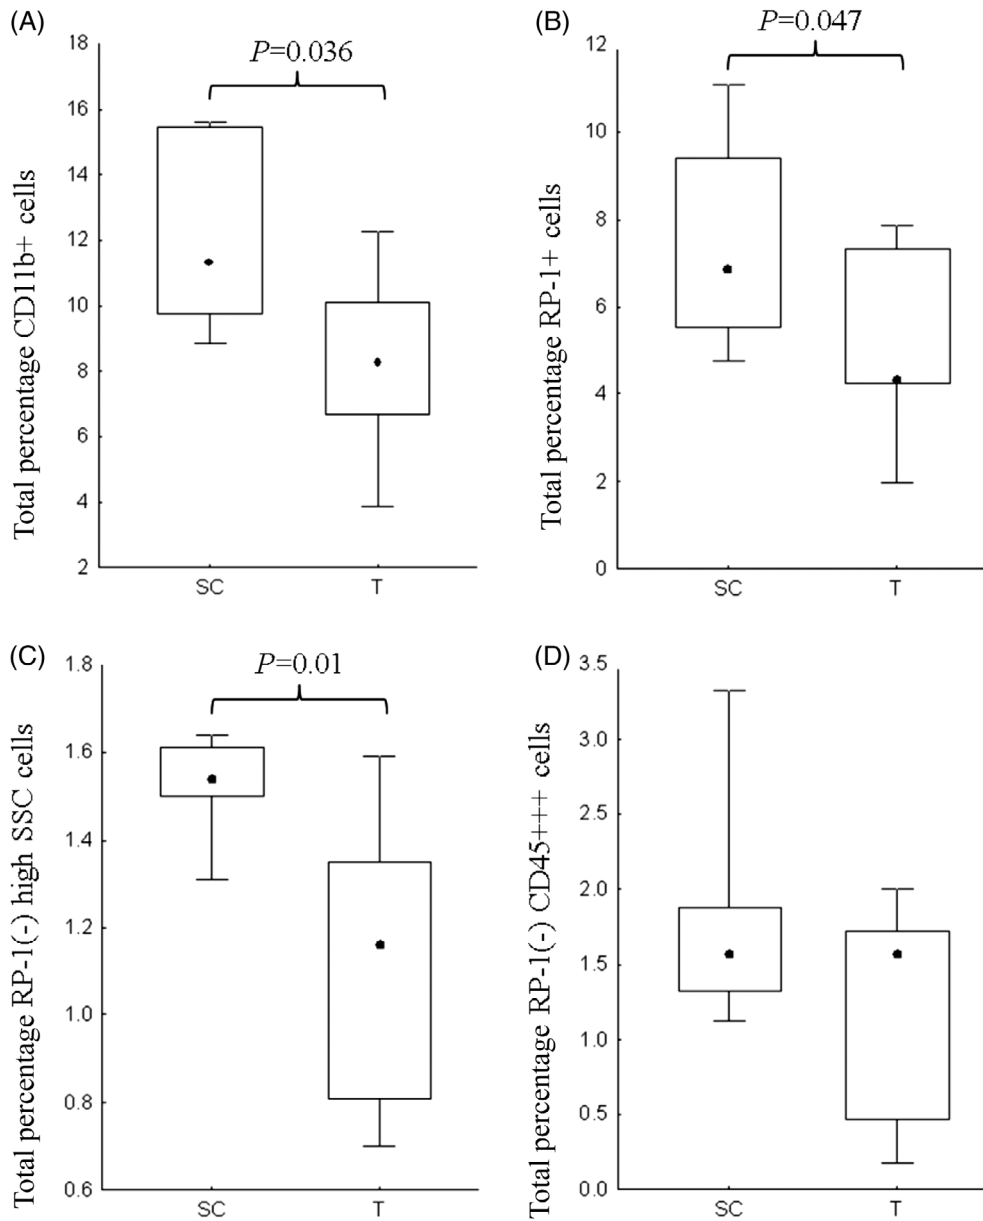 (A)
P=0.036
Total percentage CD11b+ cells
18
16
14
12
10
8
6
4
2
SC T
(B)
P=0.047
Total percentage RP-1+ cells
12
10
8
6
4
2
0
SC T
(C)
P=0.01
Total percentage RP-1(-) high SSC cells
1.8
1.6
1.4
1.2
1.0
0.8
0.6
SC T
(D)
Total percentage RP-1(-) CD45+++ cells
3.5
3.0
2.5
2.0
1.5
1.0
0.5
0.0
SC T